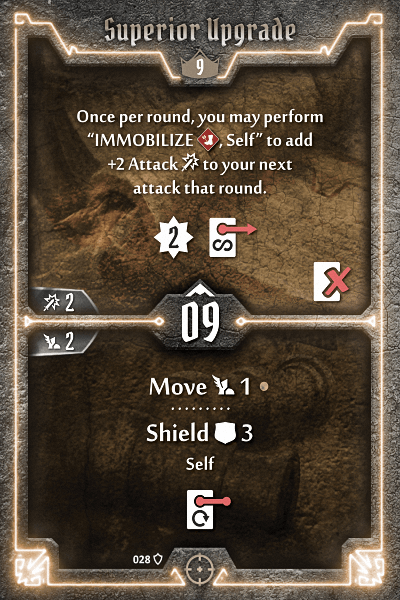 Superior Upgrade
9
Once per round, you may perform
“IMMOBILIZE , Self” to add
+2 Attack to your next
attack that round.
2
2
09
2
Move 1
Shield 3
Self
028